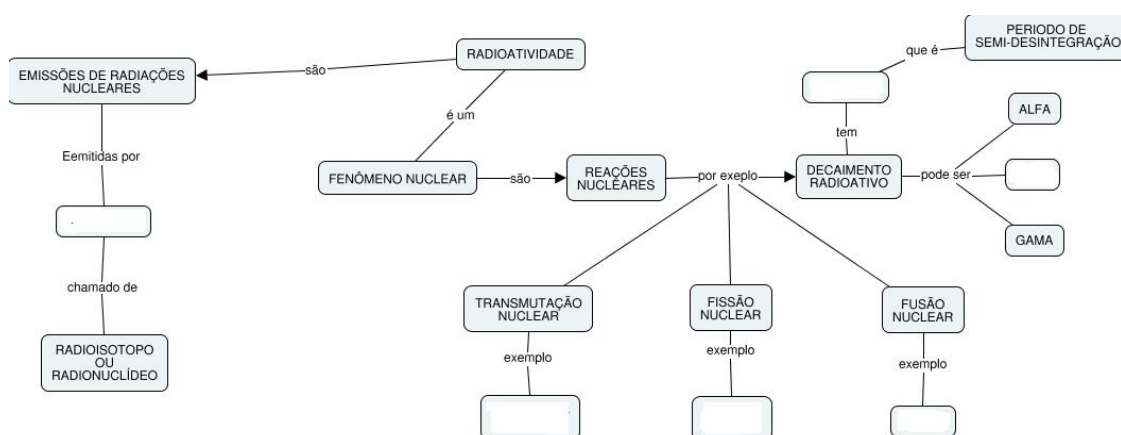 PERIODO DE
SEMI-DESINTEGRAÇÃO
que é
RADIOATIVIDADE
são
EMISSÕES DE RADIAÇÕES
NUCLEARES
é um
tem
ALFA
Eemitidas por
FENÔMENO NUCLEAR
são
REAÇÕES
NUCLEARES
por exeplo
DECAIMENTO
RADIOATIVO
pode ser
GAMA
chamado de
TRANSMUTAÇÃO
NUCLEAR
FISSÃO
NUCLEAR
FUSÃO
NUCLEAR
RADIOISOTOPO
OU
RADIONUCLÍDEO
exemplo
exemplo
exemplo